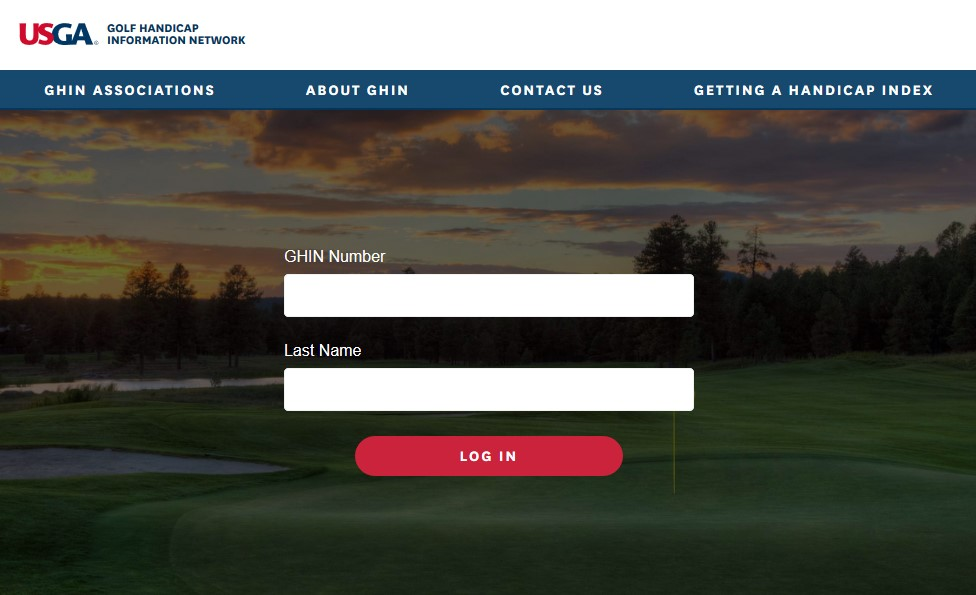 USGA® GOLF HANDICAP
INFORMATION NETWORK
GHIN ASSOCIATIONS ABOUT GHIN CONTACT US GETTING A HANDICAP INDEX
GHIN Number
Last Name
LOG IN